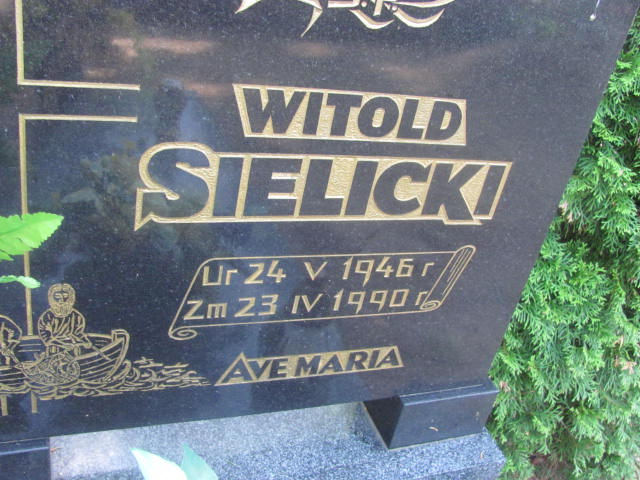 WITOLD
SIELICKI
Ur 24 V 1946 r
Zm 23 IV 1990 r
AVE MARIA